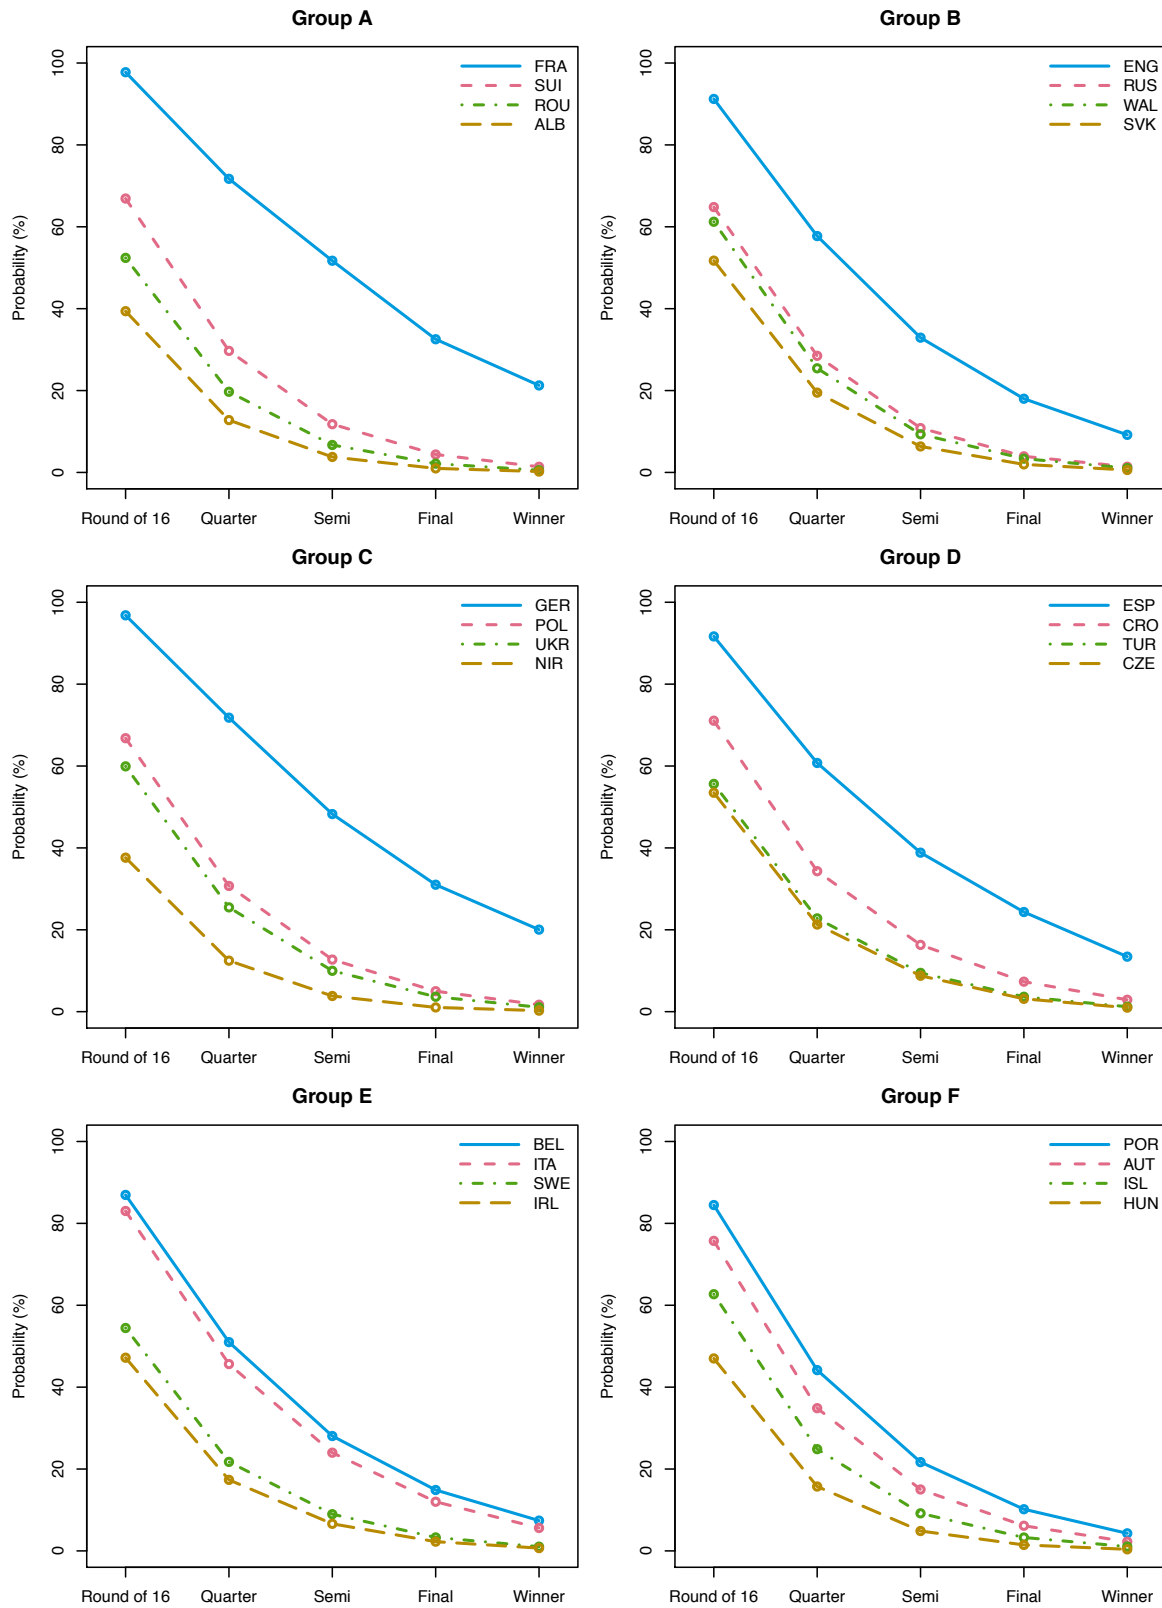 Group A
Probability (%)
100
80
60
40
20
0
FRA
SUI
ROU
ALB
Round of 16 Quarter Semi Final Winner
Group B
Probability (%)
100
80
60
40
20
0
ENG
RUS
WAL
SVK
Round of 16 Quarter Semi Final Winner
Group C
Probability (%)
100
80
60
40
20
0
GER
POL
UKR
NIR
Round of 16 Quarter Semi Final Winner
Group D
Probability (%)
100
80
60
40
20
0
ESP
CRO
TUR
CZE
Round of 16 Quarter Semi Final Winner
Group E
Probability (%)
100
80
60
40
20
0
BEL
ITA
SWE
IRL
Round of 16 Quarter Semi Final Winner
Group F
Probability (%)
100
80
60
40
20
0
POR
AUT
ISL
HUN
Round of 16 Quarter Semi Final Winner